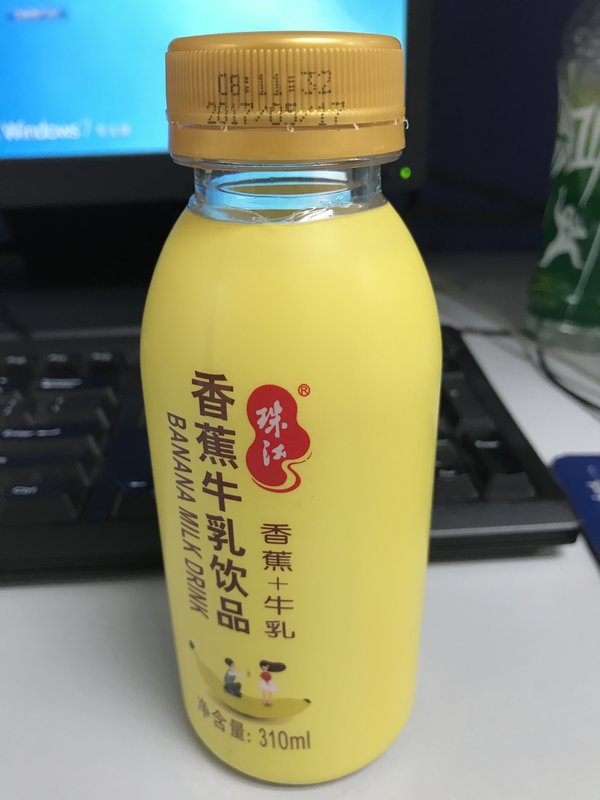 Windows 7
08:11:32
2017/05/17
珠江
®
香蕉牛乳饮品
BANANA MILK DRINK
香蕉+牛乳
净含量: 310ml